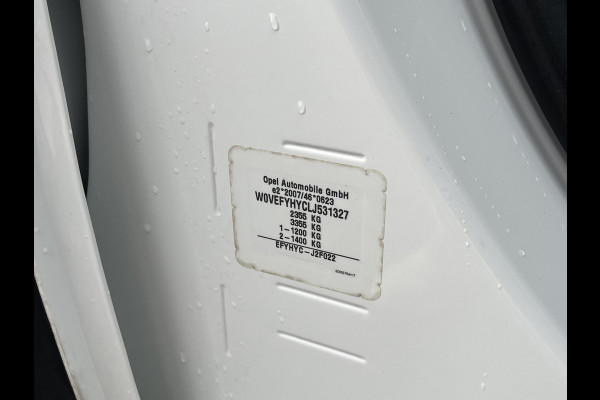 Opel Automobile GmbH
e2*2007/46*0623
W0VEFYHYCLJ531327
2355 KG
3355 KG
1-1200 KG
2-1400 KG
EFYHYC-J2F022